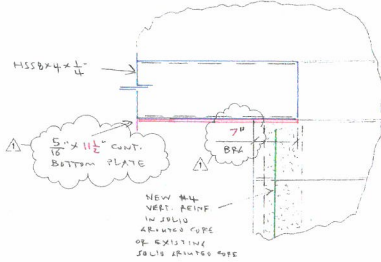 HSS8x4x1/4"
5/16" x 11 1/2" CONT.
BOTTOM PLATE
1
7"
BRG
1
NEW #4
VERT. REINF
IN SOLID
GROUTED CORE
OR EXISTING
SOLID GROUTED CORE